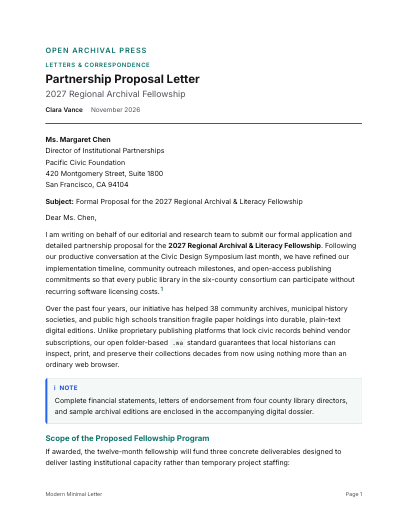 OPEN ARCHIVAL PRESS
LETTERS & CORRESPONDENCE
Partnership Proposal Letter
2027 Regional Archival Fellowship
Clara Vance November 2026
Ms. Margaret Chen
Director of Institutional Partnerships
Pacific Civic Foundation
420 Montgomery Street, Suite 1800
San Francisco, CA 94104
Subject: Formal Proposal for the 2027 Regional Archival & Literacy Fellowship
Dear Ms. Chen,
I am writing on behalf of our editorial and research team to submit our formal application and
detailed partnership proposal for the 2027 Regional Archival & Literacy Fellowship. Following
our productive conversation at the Civic Design Symposium last month, we have refined our
implementation timeline, community outreach milestones, and open-access publishing
commitments so that every public library in the six-county consortium can participate without
recurring software licensing costs.1
Over the past four years, our initiative has helped 38 community archives, municipal history
societies, and public high schools transition fragile paper holdings into durable, plain-text
digital editions. Unlike proprietary publishing platforms that lock civic records behind vendor
subscriptions, our open folder-based standard guarantees that local historians can
inspect, print, and preserve their collections decades from now using nothing more than an
ordinary web browser.
i NOTE
Complete financial statements, letters of endorsement from four county library directors,
and sample archival editions are enclosed in the accompanying digital dossier.
Scope of the Proposed Fellowship Program
If awarded, the twelve-month fellowship will fund three concrete deliverables designed to
deliver lasting institutional capacity rather than temporary project staffing:
Modern Minimal Letter Page 1